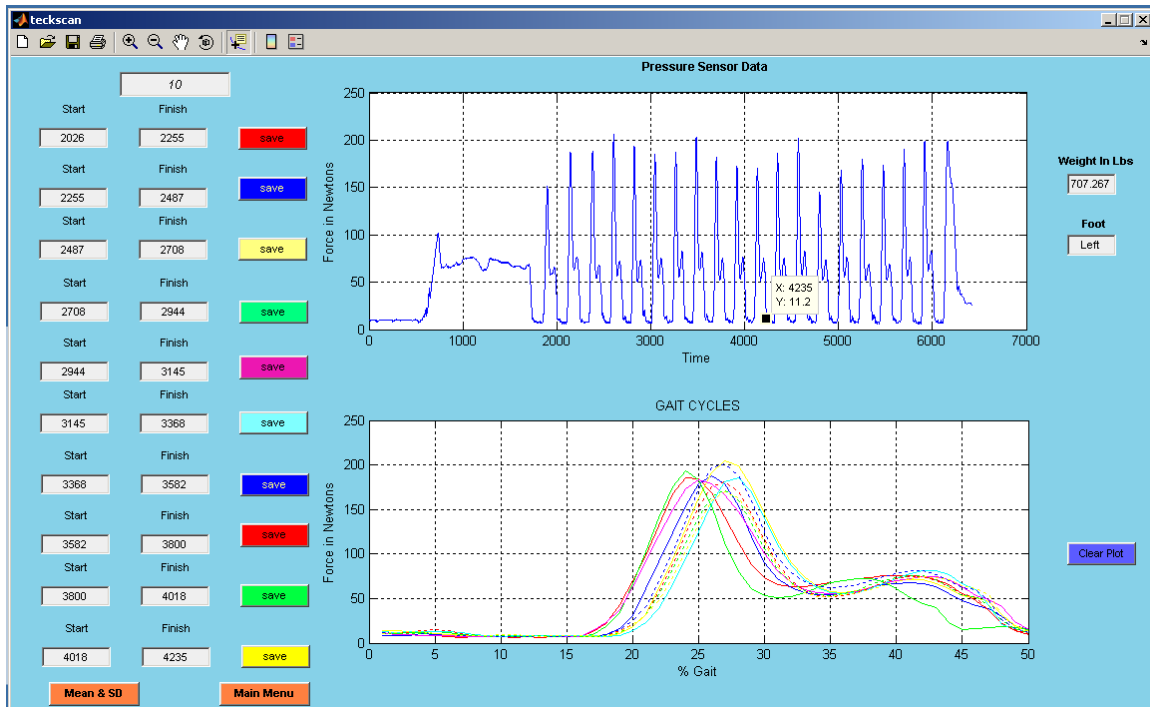 teckscan
10
Start Finish
2026 2255 save
Start Finish
2255 2487 save
Start Finish
2487 2708 save
Start Finish
2708 2944 save
Start Finish
2944 3145 save
Start Finish
3145 3368 save
Start Finish
3368 3582 save
Start Finish
3582 3800 save
Start Finish
3800 4018 save
Start Finish
4018 4235 save
Mean & SD Main Menu
Pressure Sensor Data
Force in Newtons
250
200
150
100
50
0
0 1000 2000 3000 4000 5000 6000 7000
Time
X: 4235
Y: 11.2
Weight In Lbs
707.267
Foot
Left
GAIT CYCLES
Force in Newtons
250
200
150
100
50
0
0 5 10 15 20 25 30 35 40 45 50
% Gait
Clear Plot